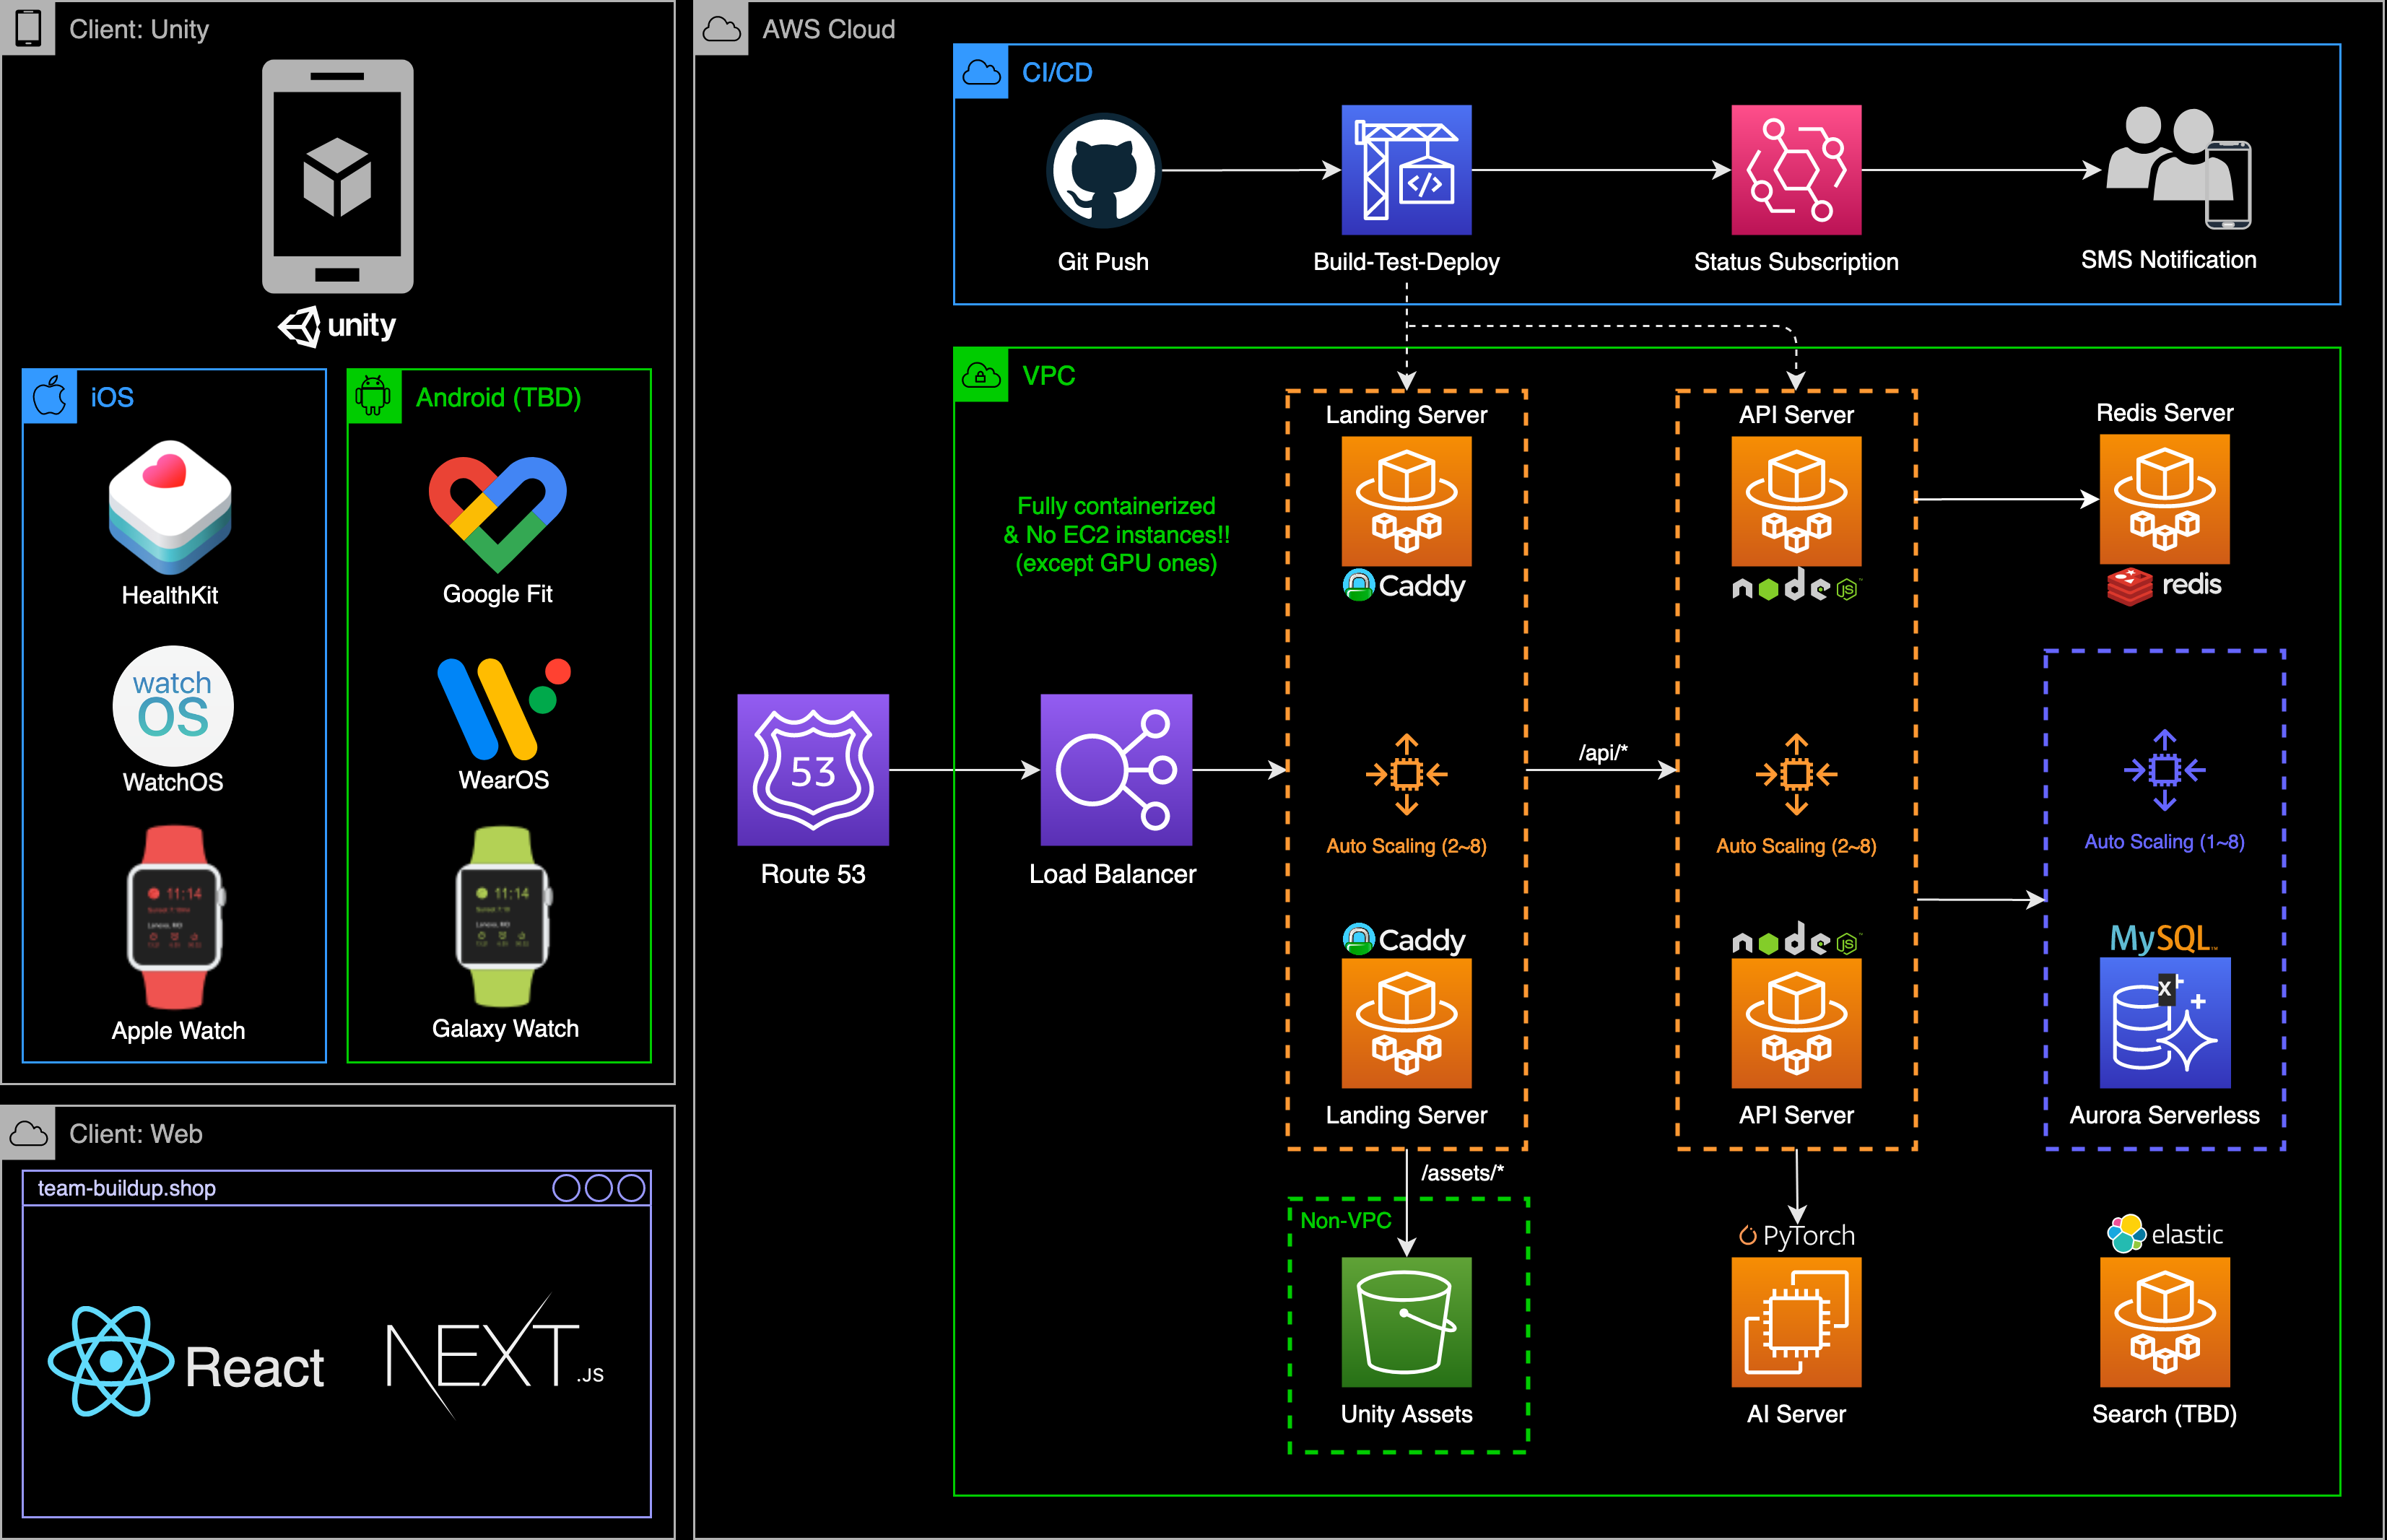 Client: Unity
unity
iOS
HealthKit
watch
OS
WatchOS
11:14
Apple Watch
Android (TBD)
Google Fit
WearOS
11:14
Galaxy Watch
Client: Web
team-buildup.shop
React
NEXT.JS
AWS Cloud
CI/CD
Git Push
Build-Test-Deploy
Status Subscription
SMS Notification
VPC
Fully containerized
& No EC2 instances!!
(except GPU ones)
53
Route 53
Load Balancer
Landing Server
Caddy
Auto Scaling (2~8)
Caddy
Landing Server
/api/*
API Server
node JS
Auto Scaling (2~8)
node JS
API Server
Redis Server
redis
Auto Scaling (1~8)
MySQL
X
Aurora Serverless
/assets/*
Non-VPC
Unity Assets
PyTorch
AI Server
elastic
Search (TBD)